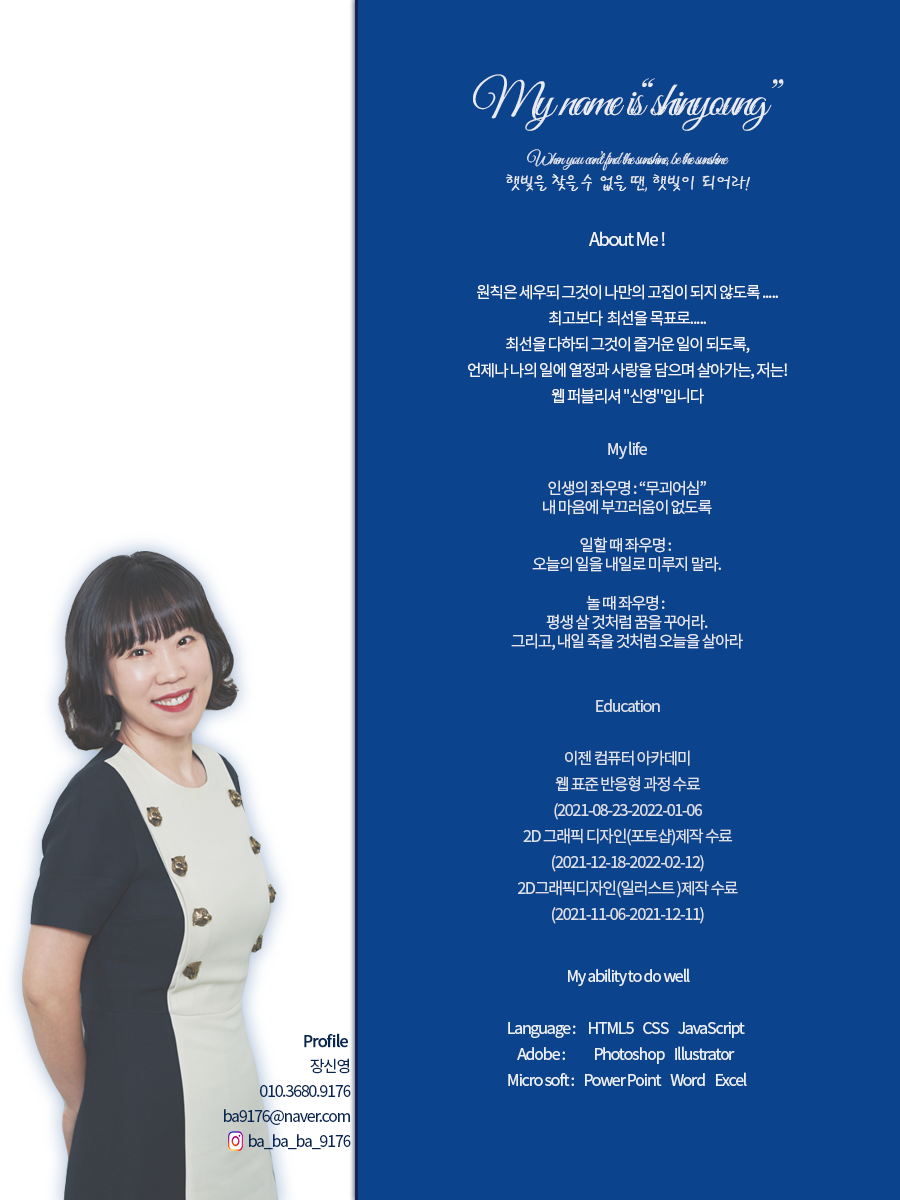 My name is “shinyoung”
When you can't find the sunshine, be the sunshine
햇빛을 찾을 수 없을 땐, 햇빛이 되어라!
About Me !
원칙은 세우되 그것이 나만의 고집이 되지 않도록 .....
최고보다 최선을 목표로.....
최선을 다하되 그것이 즐거운 일이 되도록,
언제나 나의 일에 열정과 사랑을 담으며 살아가는, 저는!
웹 퍼블리셔 "신영"입니다
My life
인생의 좌우명 : “무괴어심”
내 마음에 부끄러움이 없도록
일할 때 좌우명 :
오늘의 일을 내일로 미루지 말라.
놀 때 좌우명 :
평생 살 것처럼 꿈을 꾸어라.
그리고, 내일 죽을 것처럼 오늘을 살아라
Education
이젠 컴퓨터 아카데미
웹 표준 반응형 과정 수료
(2021-08-23-2022-01-06
2D 그래픽 디자인(포토샵)제작 수료
(2021-12-18-2022-02-12)
2D그래픽디자인(일러스트 )제작 수료
(2021-11-06-2021-12-11)
My ability to do well
Language : HTML5 CSS JavaScript
Adobe : Photoshop Illustrator
Micro soft : Power Point Word Excel
Profile
장신영
010.3680.9176
ba9176@naver.com
ba_ba_ba_9176